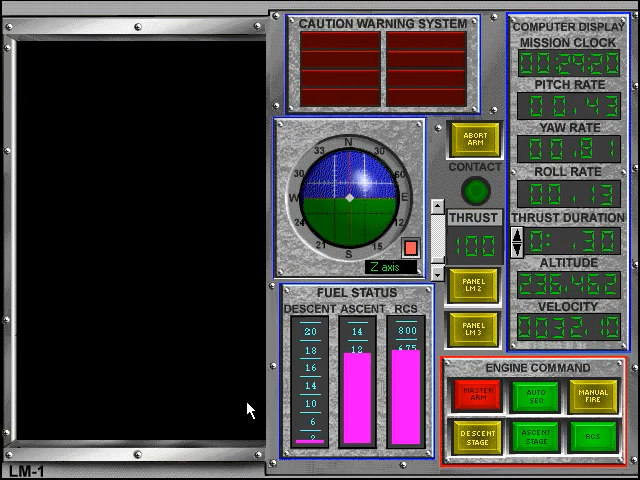 CAUTION WARNING SYSTEM
COMPUTER DISPLAY
MISSION CLOCK
00:29:20
PITCH RATE
00.43
YAW RATE
00.81
ROLL RATE
00.13
THRUST DURATION
0: .30
ALTITUDE
236,462
VELOCITY
0032.10
ABORT
ARM
CONTACT
THRUST
100
PANEL
LM 2
PANEL
LM 3
N
33
30
30
60
W
E
24
12
21
15
S
Z axis
FUEL STATUS
DESCENT ASCENT RCS
20
18
16
14
10
6
2
14
12
800
675
ENGINE COMMAND
MASTER
ARM
AUTO
SEQ
MANUAL
FIRE
DESCENT
STAGE
ASCENT
STAGE
RCS
LM-1